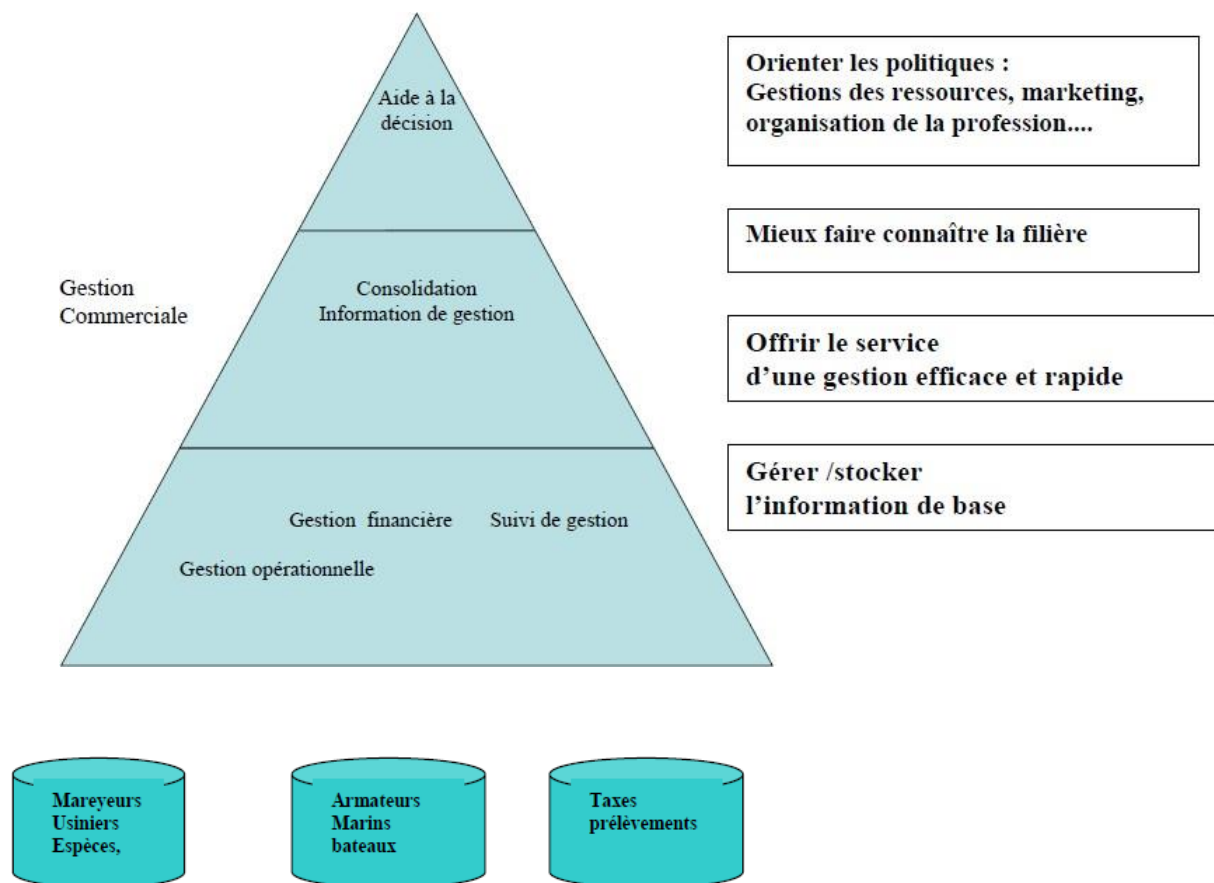 Aide à la
décision
Gestion
Commerciale
Consolidation
Information de gestion
Gestion financière
Suivi de gestion
Gestion opérationnelle
Orienter les politiques :
Gestions des ressources, marketing,
organisation de la profession....
Mieux faire connaître la filière
Offrir le service
d’une gestion efficace et rapide
Gérer /stocker
l’information de base
Mareyeurs
Usiniers
Espèces,
Armateurs
Marins
bateaux
Taxes
prélèvements